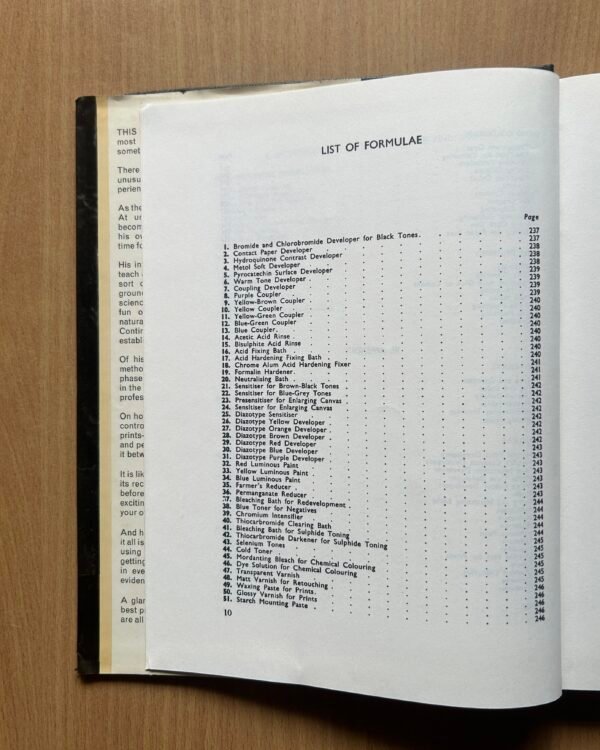 THIS
most
somet
There
unusu
perien
As the
At ur
becom
his ov
time fo
His in
teach
sort o
ground
scienc
fun o
natura
Contin
establ
Of his
metho
phase
in the
profes
On ho
contro
prints-
and pe
it betw
It is lik
its rec
before
excitin
your o
And h
it all is
using
getting
in eve
eviden
A glan
best p
are all
LIST OF FORMULAE
Page
1. Bromide and Chlorobromide Developer for Black Tones. 237
2. Contact Paper Developer 237
3. Hydroquinone Contrast Developer 238
4. Metol Soft Developer 238
5. Pyrocatechin Surface Developer 238
6. Warm Tone Developer 239
7. Coupling Developer 239
8. Purple Coupler 239
9. Yellow-Brown Coupler 239
10. Yellow Coupler 240
11. Yellow-Green Coupler 240
12. Blue-Green Coupler 240
13. Blue Coupler. 240
14. Acetic Acid Rinse 240
15. Bisulphite Acid Rinse 240
16. Acid Fixing Bath 240
17. Acid Hardening Fixing Bath 240
18. Chrome Alum Acid Hardening Fixer 241
19. Formalin Hardener. 241
20. Neutralising Bath 241
21. Sensitiser for Brown-Black Tones 242
22. Sensitiser for Blue-Grey Tones 242
23. Presensitiser for Enlarging Canvas 242
24. Sensitiser for Enlarging Canvas 242
25. Diazotype Sensitiser 242
26. Diazotype Yellow Developer 242
27. Diazotype Orange Developer 242
28. Diazotype Brown Developer 242
29. Diazotype Red Developer 243
30. Diazotype Blue Developer 243
31. Diazotype Purple Developer 243
32. Red Luminous Paint 243
33. Yellow Luminous Paint 243
34. Blue Luminous Paint 243
35. Farmer's Reducer 243
36. Permanganate Reducer 244
37. Bleaching Bath for Redevelopment 244
38. Blue Toner for Negatives 244
39. Chromium Intensifier 244
40. Thiocarbromide Clearing Bath 244
41. Bleaching Bath for Sulphide Toning 245
42. Thiocarbromide Darkener for Sulphide Toning 245
43. Selenium Tones 245
44. Cold Toner 245
45. Mordanting Bleach for Chemical Colouring 245
46. Dye Solution for Chemical Colouring 245
47. Transparent Varnish 246
48. Matt Varnish for Retouching 246
49. Waxing Paste for Prints 246
50. Glossy Varnish for Prints 246
51. Starch Mounting Paste 246
10